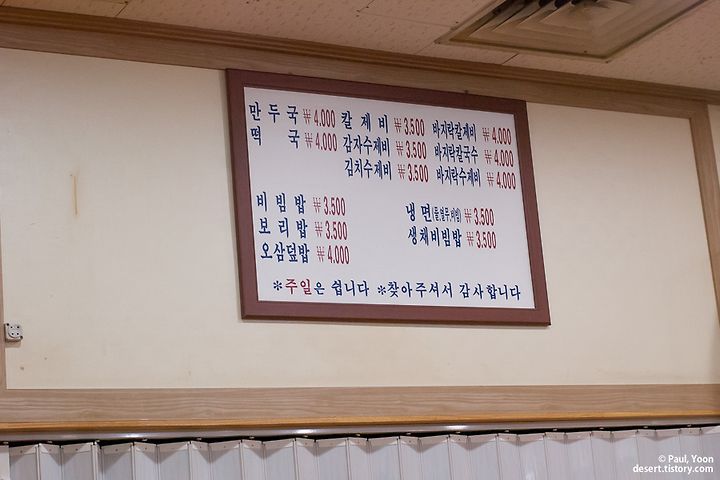 만두국 ₩4,000 칼제비 ₩3,500 바지락칼제비 ₩4,000
떡국 ₩4,000 감자수제비 ₩3,500 바지락칼국수 ₩4,000
김치수제비 ₩3,500 바지락수제비 ₩4,000
비빔밥 ₩3,500 냉면 ₩3,500
보리밥 ₩3,500 생채비빔밥 ₩3,500
오삼덮밥 ₩4,000
*주일은 쉽니다 *찾아주셔서 감사합니다
© Paul, Yoon
desert.tistory.com